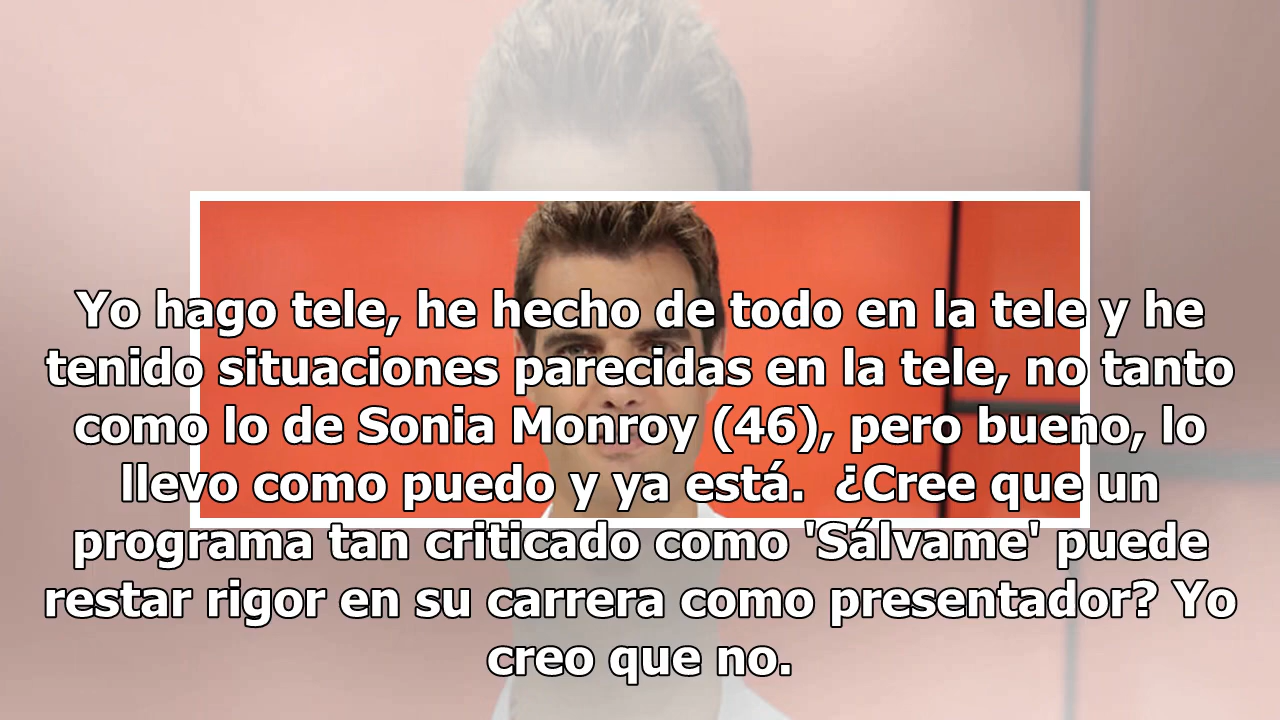 Yo hago tele, he hecho de todo en la tele y he
tenido situaciones parecidas en la tele, no tanto
como lo de Sonia Monroy (46), pero bueno, lo
llevo como puedo y ya está.  ¿Cree que un
programa tan criticado como 'Sálvame' puede
restar rigor en su carrera como presentador? Yo
creo que no.